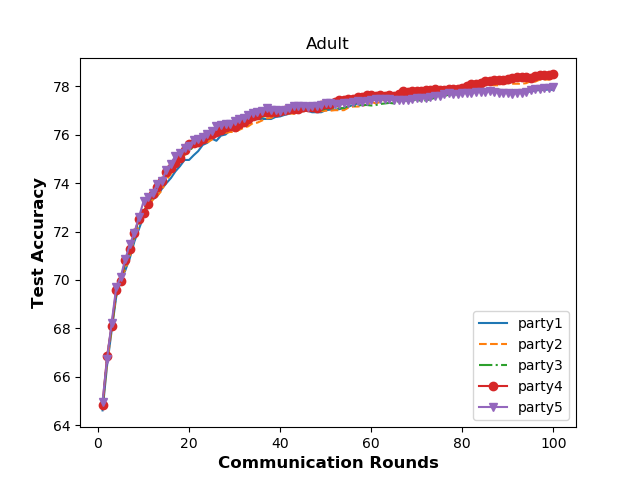 Adult
Test Accuracy
78
76
74
72
70
68
66
64
0 20 40 60 80 100
Communication Rounds
party1
party2
party3
party4
party5